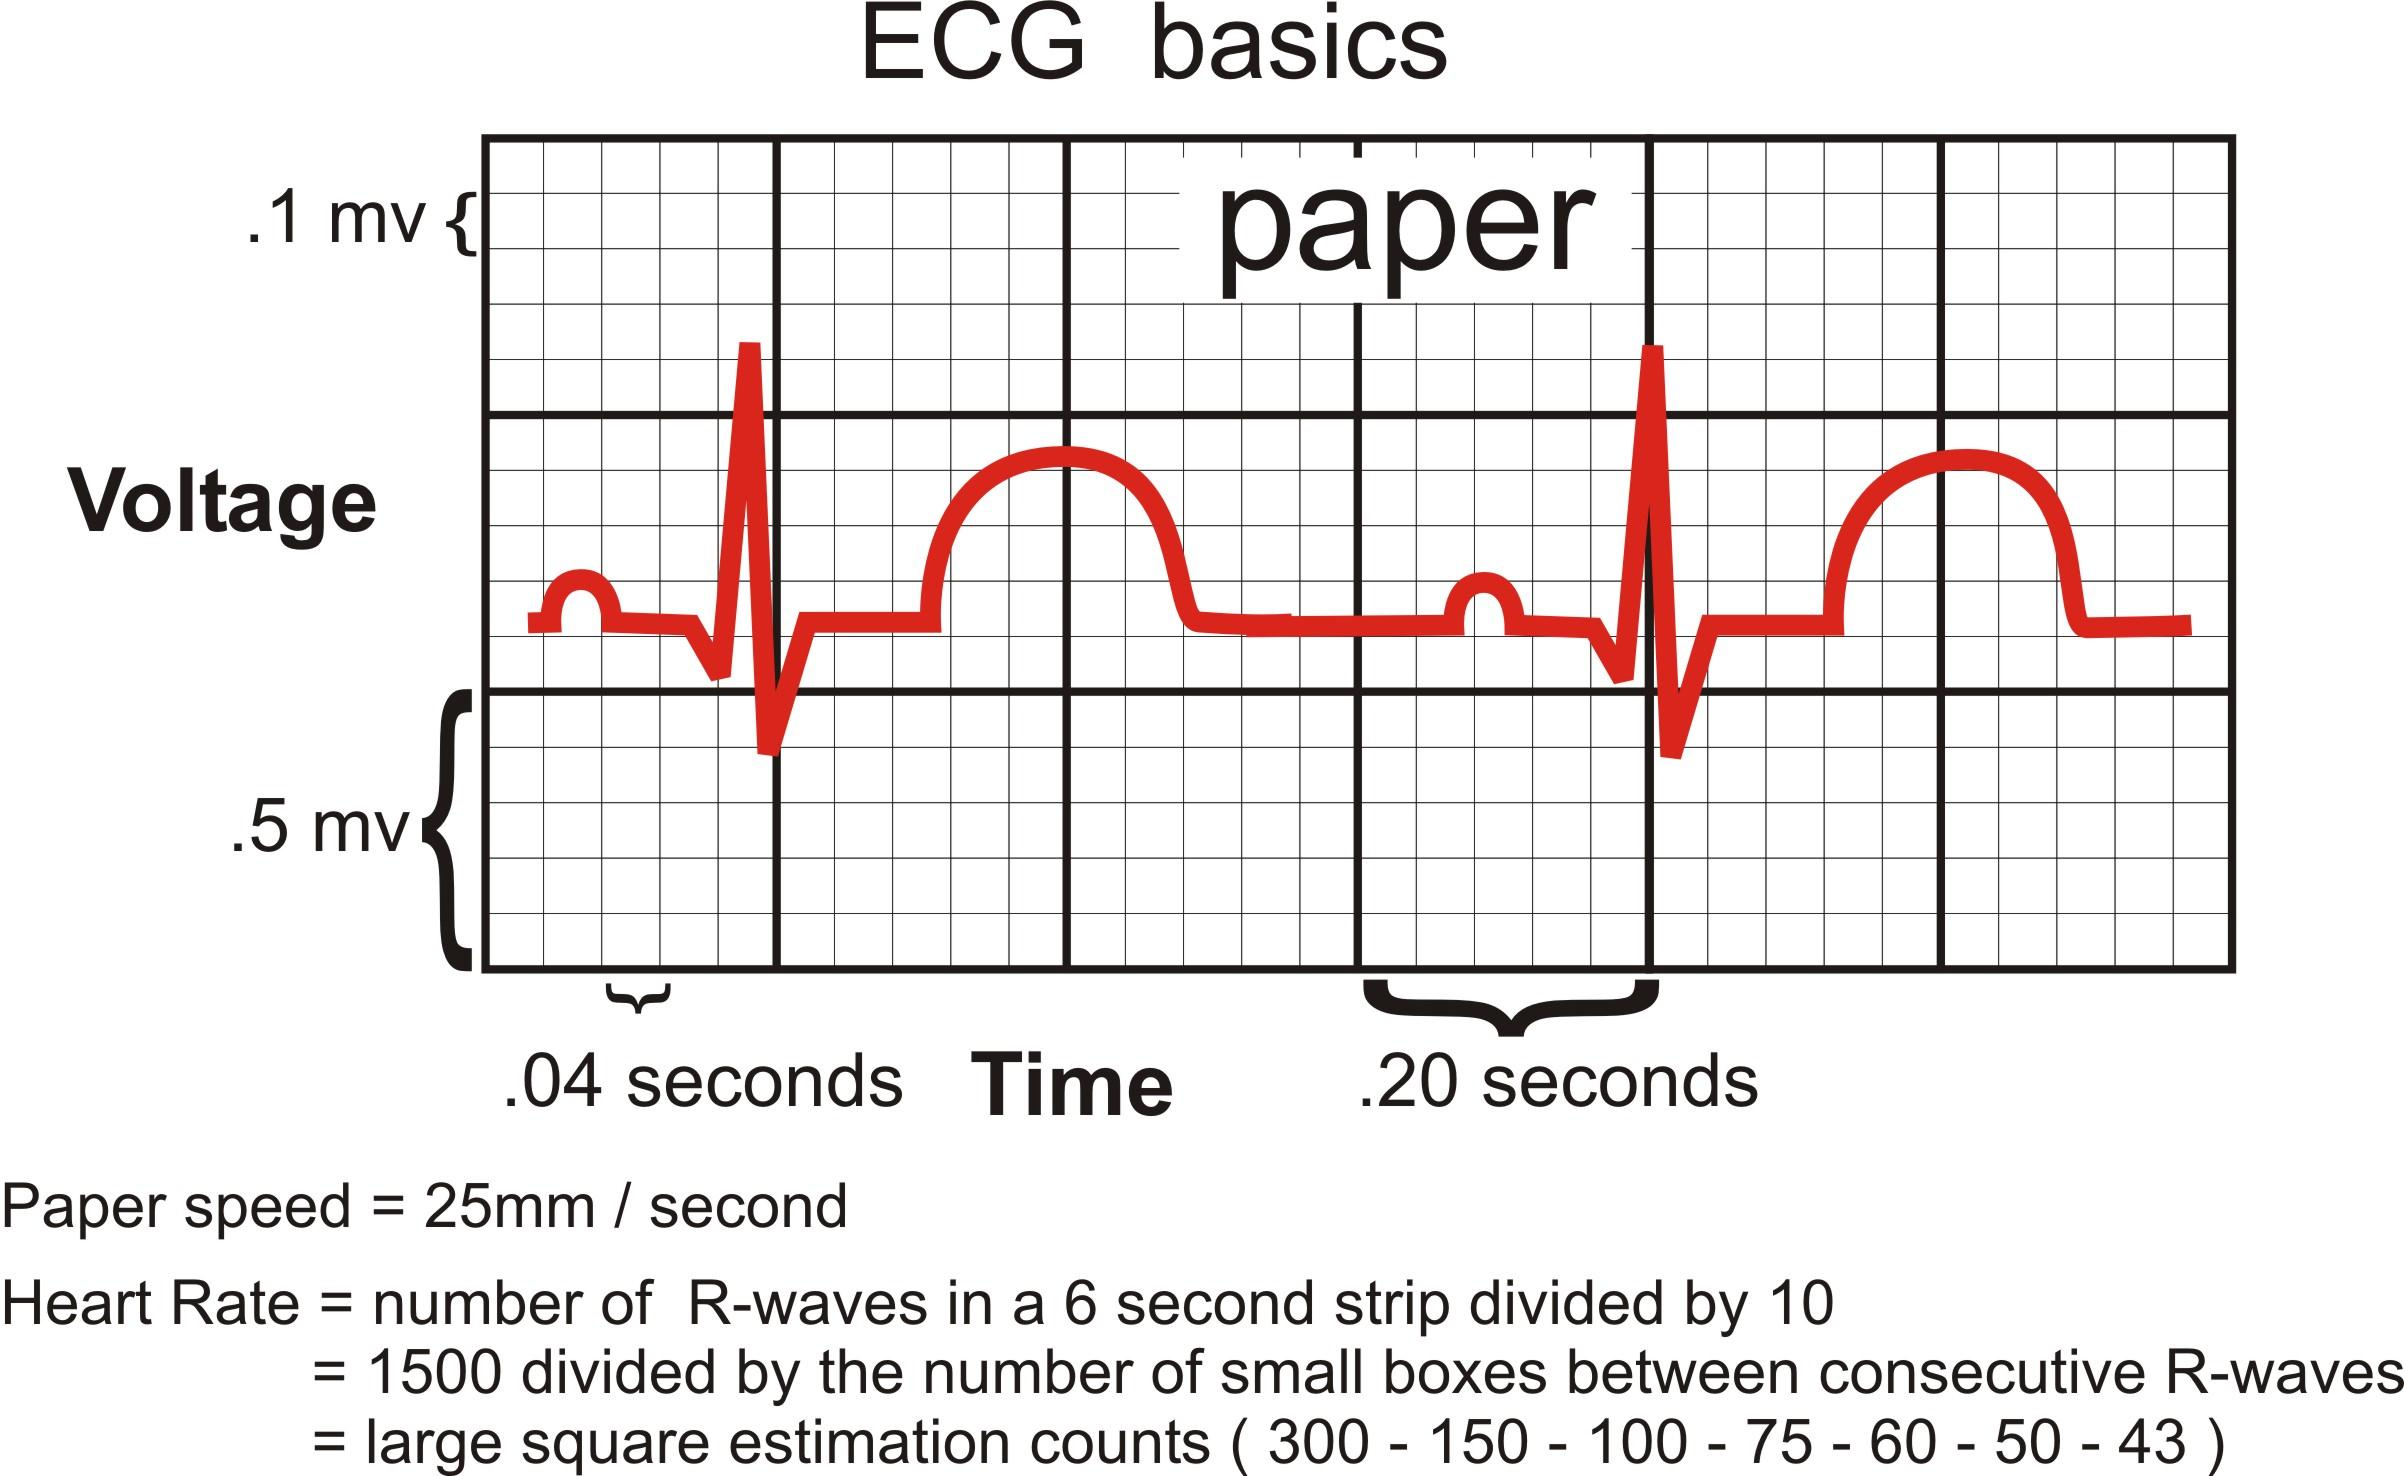 ECG basics
paper
.1 mv
Voltage
.5 mv
.04 seconds Time .20 seconds
Paper speed = 25mm / second
Heart Rate = number of R-waves in a 6 second strip divided by 10
= 1500 divided by the number of small boxes between consecutive R-waves
= large square estimation counts ( 300 - 150 - 100 - 75 - 60 - 50 - 43 )